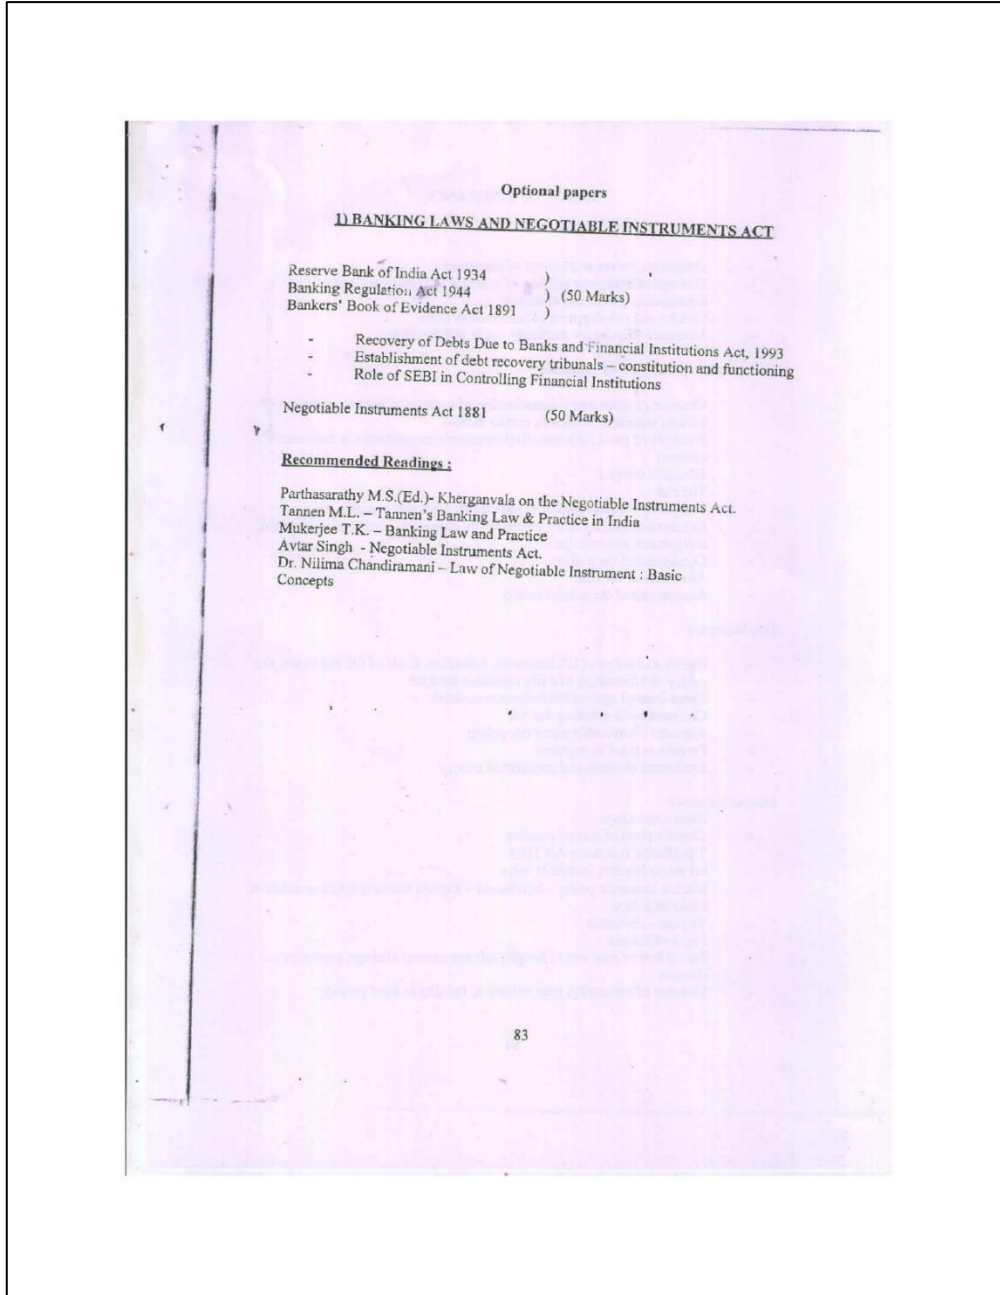 Optional papers
1) BANKING LAWS AND NEGOTIABLE INSTRUMENTS ACT
Reserve Bank of India Act 1934 )
Banking Regulation Act 1944 ) (50 Marks)
Bankers' Book of Evidence Act 1891 )
- Recovery of Debts Due to Banks and Financial Institutions Act, 1993
- Establishment of debt recovery tribunals – constitution and functioning
- Role of SEBI in Controlling Financial Institutions
Negotiable Instruments Act 1881 (50 Marks)
Recommended Readings :
Parthasarathy M.S.(Ed.)- Kherganvala on the Negotiable Instruments Act.
Tannen M.L. – Tannen's Banking Law & Practice in India
Mukerjee T.K. – Banking Law and Practice
Avtar Singh - Negotiable Instruments Act.
Dr. Nilima Chandiramani – Law of Negotiable Instrument : Basic
Concepts
83